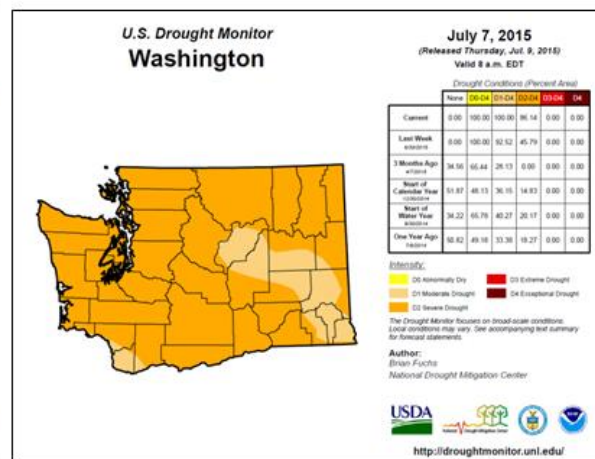 U.S. Drought Monitor
Washington
July 7, 2015
(Released Thursday, Jul. 9, 2015)
Valid 8 a.m. EDT
Drought Conditions (Percent Area)
None D0-D4 D1-D4 D2-D4 D3-D4 D4
Current 0.00 100.00 100.00 86.14 0.00 0.00
Last Week 0.00 100.00 92.52 45.79 0.00 0.00
3 Months Ago 34.56 65.44 28.13 0.00 0.00 0.00
Start of Calendar Year 51.87 48.13 36.15 14.93 0.00 0.00
Start of Water Year 34.22 65.78 40.27 20.17 0.00 0.00
One Year Ago 50.82 49.18 33.38 18.27 0.00 0.00
Intensity:
D0 Abnormally Dry
D1 Moderate Drought
D2 Severe Drought
D3 Extreme Drought
D4 Exceptional Drought
The Drought Monitor focuses on broad-scale conditions.
Local conditions may vary. See accompanying text summary
for forecast statements.
Author:
Brian Fuchs
National Drought Mitigation Center
USDA
National Drought Mitigation Center
http://droughtmonitor.unl.edu/